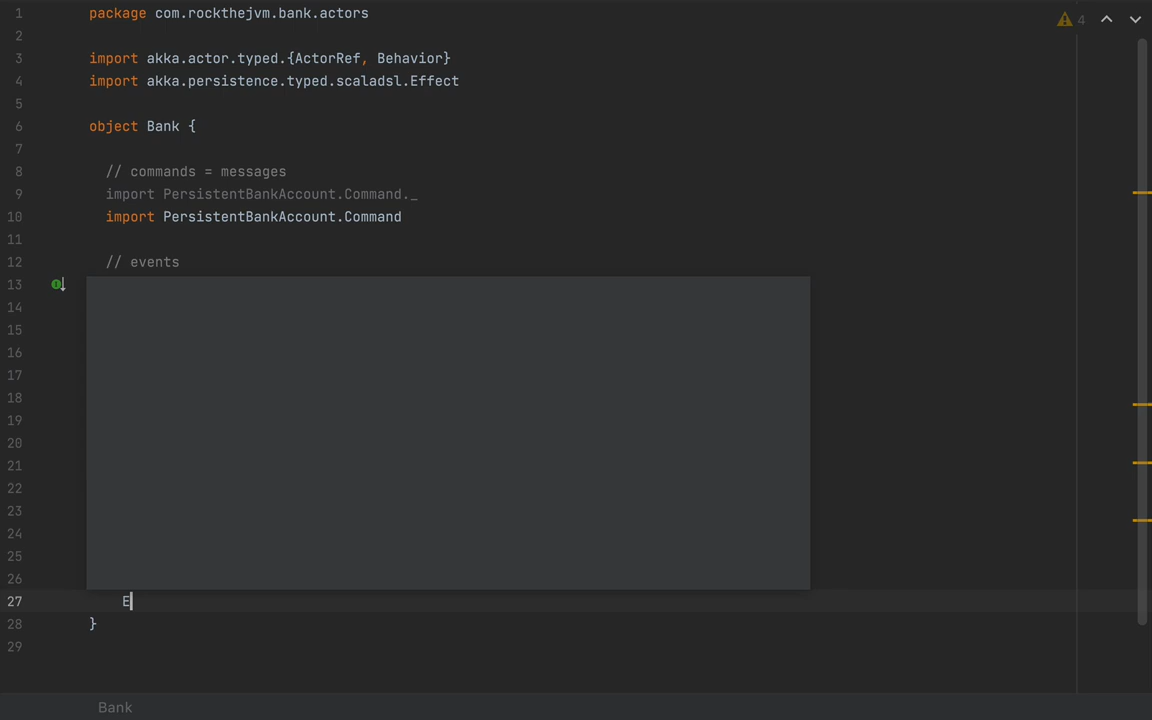 1 package com.rockthejvm.bank.actors
2
3 import akka.actor.typed.{ActorRef, Behavior}
4 import akka.persistence.typed.scaladsl.Effect
5
6 object Bank {
7
8 // commands = messages
9 import PersistentBankAccount.Command._
10 import PersistentBankAccount.Command
11
12 // events
13
14
15
16
17
18
19
20
21
22
23
24
25
26
27 E
28 }
29
4
Bank